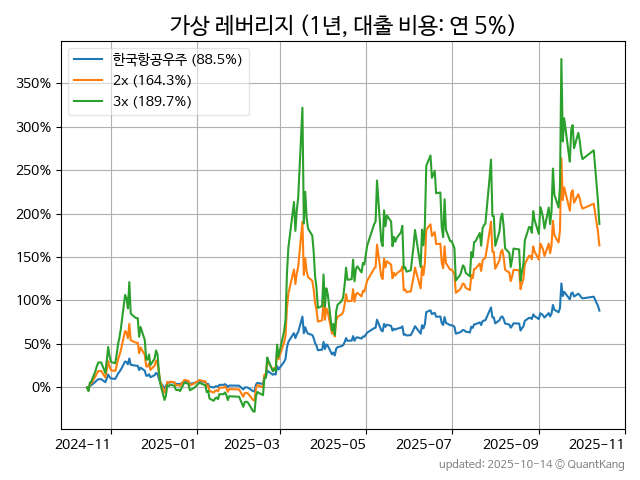 가상 레버리지 (1년, 대출 비용: 연 5%)
한국항공우주 (88.5%)
2x (164.3%)
3x (189.7%)
350%
300%
250%
200%
150%
100%
50%
0%
2024-11 2025-01 2025-03 2025-05 2025-07 2025-09 2025-11
updated: 2025-10-14 © QuantKang